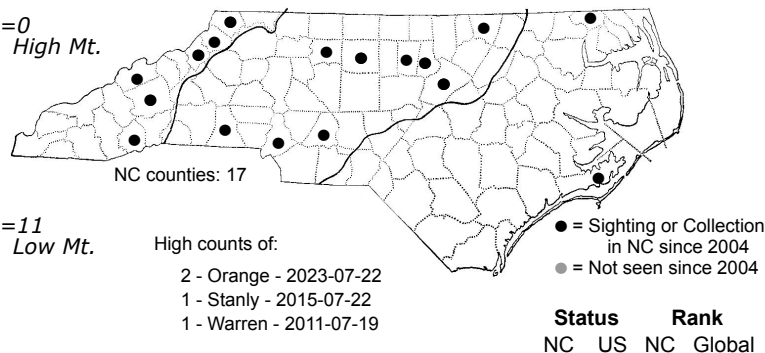 =0
High Mt.
NC counties: 17
=11
Low Mt.
High counts of:
2 - Orange - 2023-07-22
1 - Stanly - 2015-07-22
1 - Warren - 2011-07-19
= Sighting or Collection
in NC since 2004
= Not seen since 2004
Status Rank
NC US NC Global